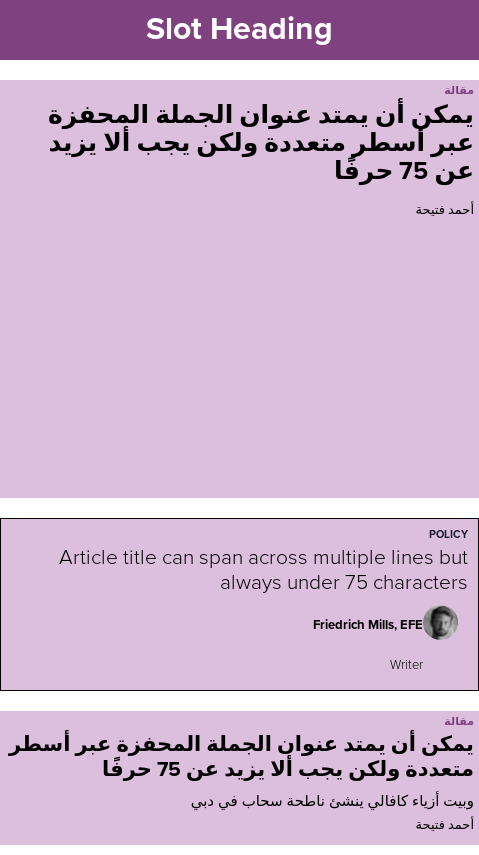 Slot Heading
مقالة
يمكن أن يمتد عنوان الجملة المحفزة
عبر أسطر متعددة ولكن يجب ألا يزيد
عن 75 حرفًا
أحمد فتيحة
POLICY
Article title can span across multiple lines but
always under 75 characters
Friedrich Mills, EFE
Writer
مقالة
يمكن أن يمتد عنوان الجملة المحفزة عبر أسطر
متعددة ولكن يجب ألا يزيد عن 75 حرفًا
وبيت أزياء كافالي ينشئ ناطحة سحاب في دبي
أحمد فتيحة